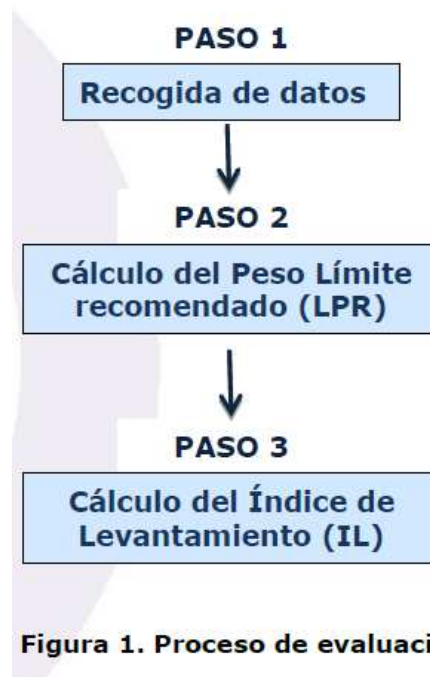 PASO 1
Recogida de datos
PASO 2
Cálculo del Peso Límite
recomendado (LPR)
PASO 3
Cálculo del Índice de
Levantamiento (IL)
Figura 1. Proceso de evaluaci